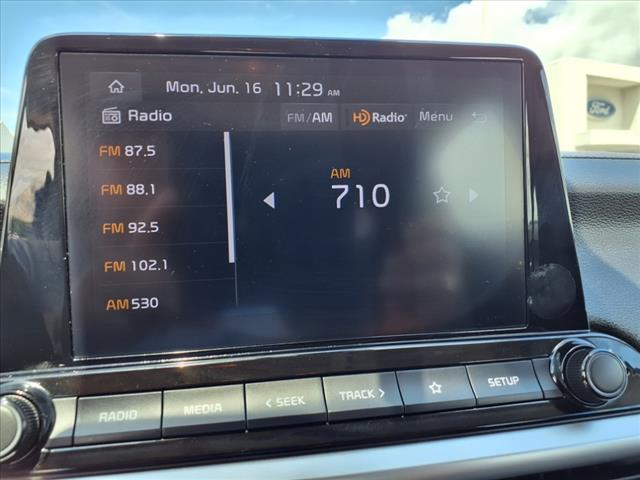 Mon, Jun. 16 11:29 AM
Radio FM/AM HD Radio Menu
FM 87.5
FM 88.1
FM 92.5
FM 102.1
AM 530
AM
710
Ford
RADIO MEDIA < SEEK TRACK > SETUP